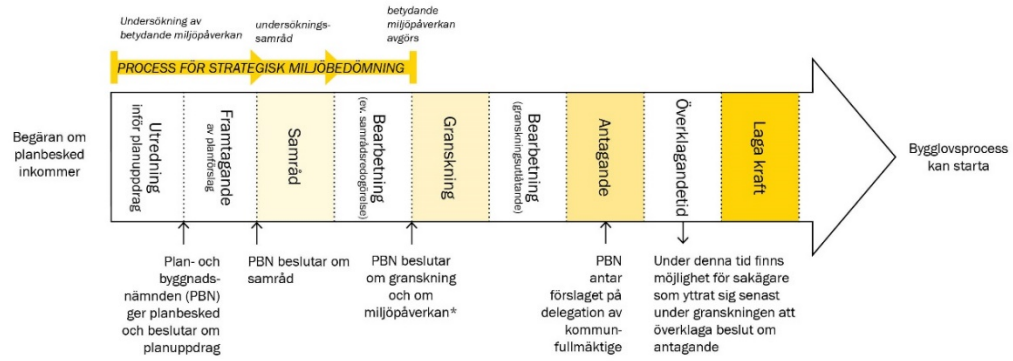 Undersökning av
betydande miljöpåverkan
undersöknings-
samråd
betydande
miljöpåverkan
avgörs
PROCESS FÖR STRATEGISK MILJÖBEDÖMNING
Begäran om
planbesked
inkommer
Utredning
inför planuppdrag
Framtagande
av planförslag
Samråd
Bearbetning
(ev. samrådsredogörelse)
Granskning
Bearbetning
(granskningsutlåtande)
Antagande
Överklagandetid
Laga kraft
Bygglovsprocess
kan starta
Plan- och
byggnads-
nämnden (PBN)
ger planbesked
och beslutar om
planuppdrag
PBN beslutar om
samråd
PBN beslutar
om granskning
och om
miljöpåverkan*
PBN
antar
förslaget på
delegation av
kommun-
fullmäktige
Under denna tid finns
möjlighet för sakägare
som yttrat sig senast
under granskningen att
överklaga beslut om
antagande